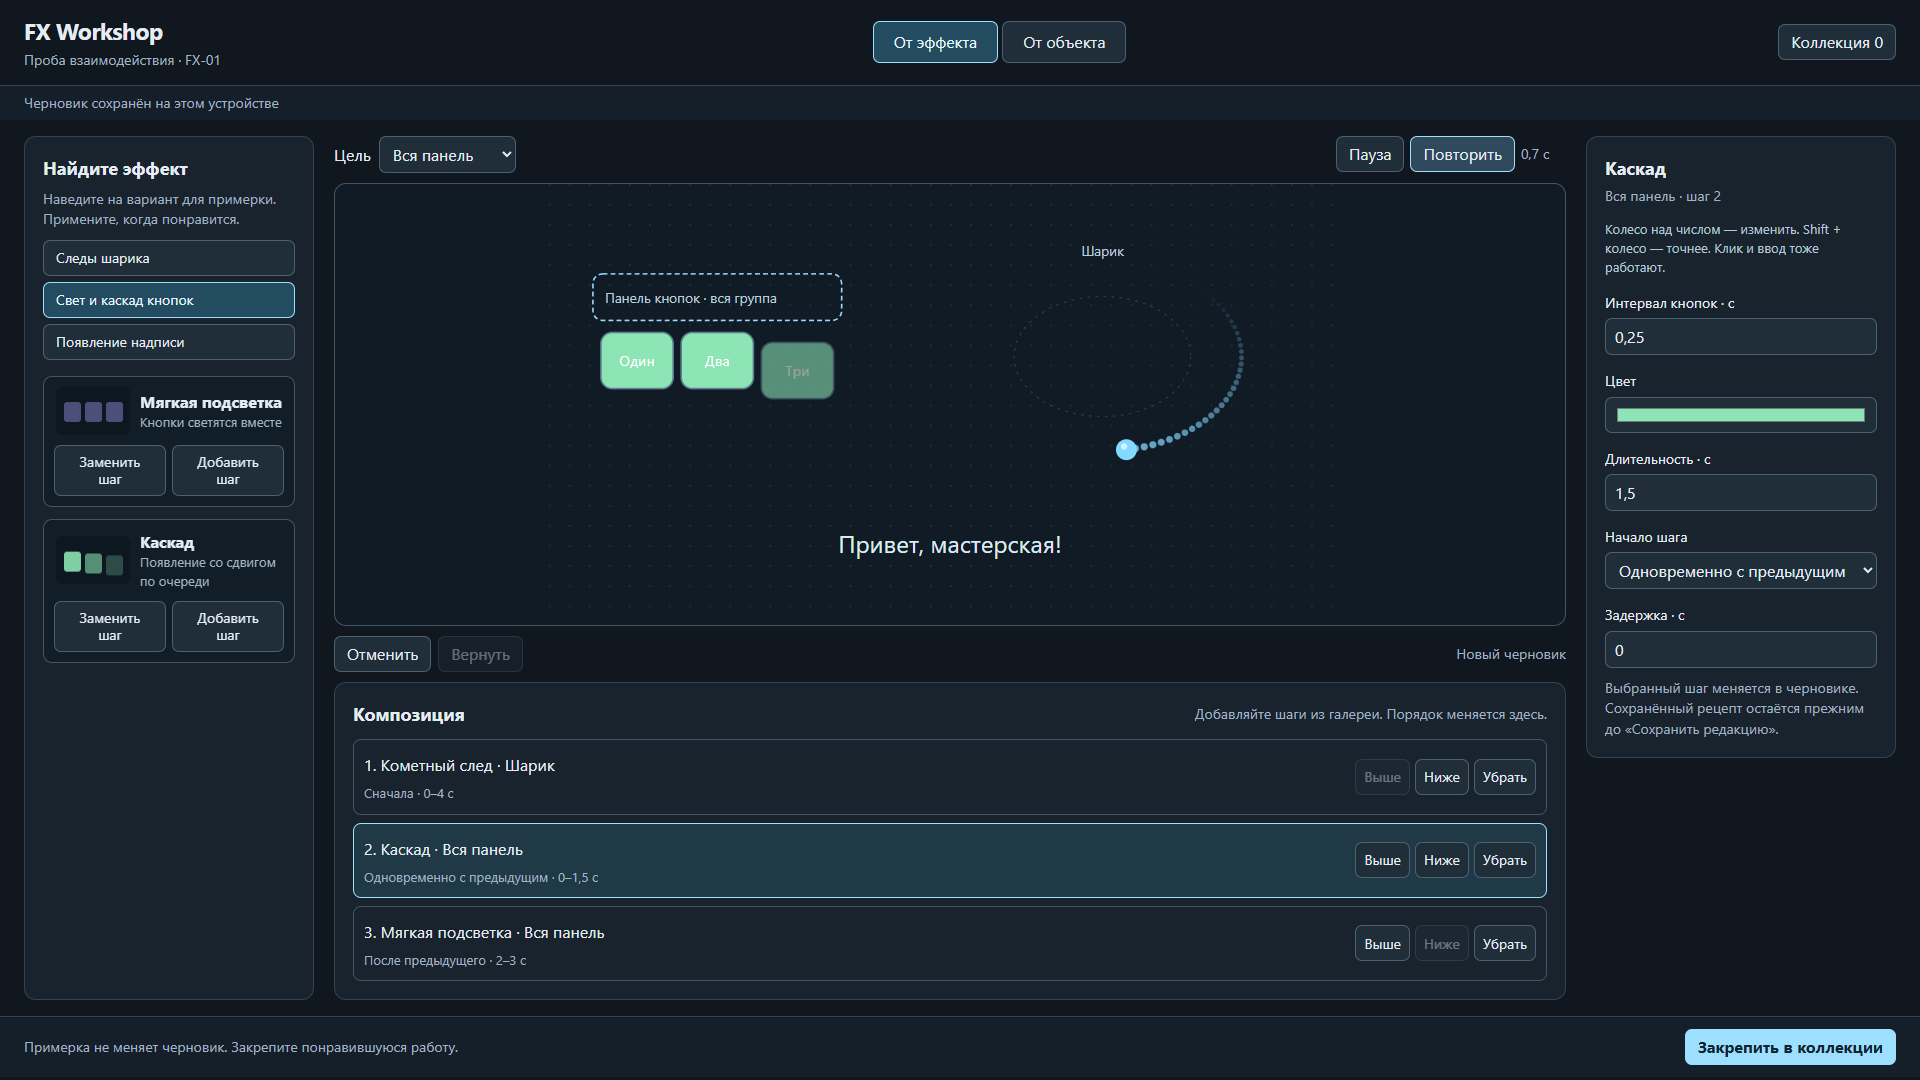 FX Workshop
Проба взаимодействия · FX-01
От эффекта
От объекта
Коллекция 0
Черновик сохранён на этом устройстве
Найдите эффект
Наведите на вариант для примерки.
Примените, когда понравится.
Следы шарика
Свет и каскад кнопок
Появление надписи
Мягкая подсветка
Кнопки светятся вместе
Заменить
шаг
Добавить
шаг
Каскад
Появление со сдвигом
по очереди
Заменить
шаг
Добавить
шаг
Цель
Вся панель
Пауза
Повторить
0,7 с
Шарик
Панель кнопок · вся группа
Один
Два
Три
Привет, мастерская!
Отменить
Вернуть
Новый черновик
Композиция
Добавляйте шаги из галереи. Порядок меняется здесь.
1. Кометный след · Шарик
Сначала · 0–4 с
Выше
Ниже
Убрать
2. Каскад · Вся панель
Одновременно с предыдущим · 0–1,5 с
Выше
Ниже
Убрать
3. Мягкая подсветка · Вся панель
После предыдущего · 2–3 с
Выше
Ниже
Убрать
Каскад
Вся панель · шаг 2
Колесо над числом — изменить. Shift +
колесо — точнее. Клик и ввод тоже
работают.
Интервал кнопок · с
0,25
Цвет
Длительность · с
1,5
Начало шага
Одновременно с предыдущим
Задержка · с
0
Выбранный шаг меняется в черновике.
Сохранённый рецепт остаётся прежним
до «Сохранить редакцию».
Примерка не меняет черновик. Закрепите понравившуюся работу.
Закрепить в коллекции